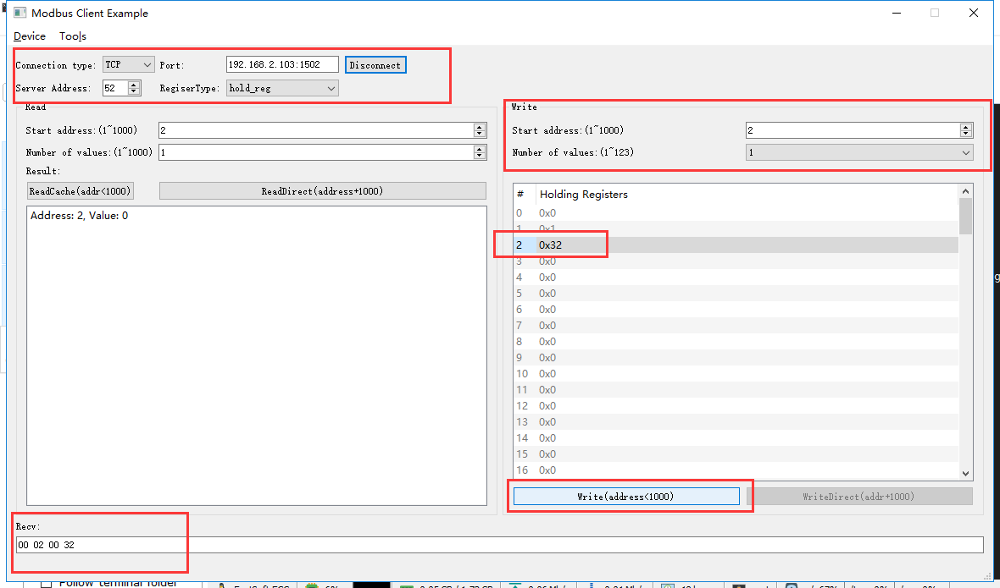 Modbus Client Example
Device Tools
Connection type: TCP Port: 192.168.2.103:1502 Disconnect
Server Address: 52 RegiserType: hold_reg
Read
Start address:(1~1000) 2
Number of values:(1~1000) 1
Result:
ReadCache(addr<1000) ReadDirect(address+1000)
Address: 2, Value: 0
Write
Start address:(1~1000) 2
Number of values:(1~123) 1
# Holding Registers
0 0x0
1 0x1
2 0x32
3 0x0
4 0x0
5 0x0
6 0x0
7 0x0
8 0x0
9 0x0
10 0x0
11 0x0
12 0x0
13 0x0
14 0x0
15 0x0
16 0x0
Write(address<1000) WriteDirect(addr+1000)
Recv:
00 02 00 32
Follow terminal folder